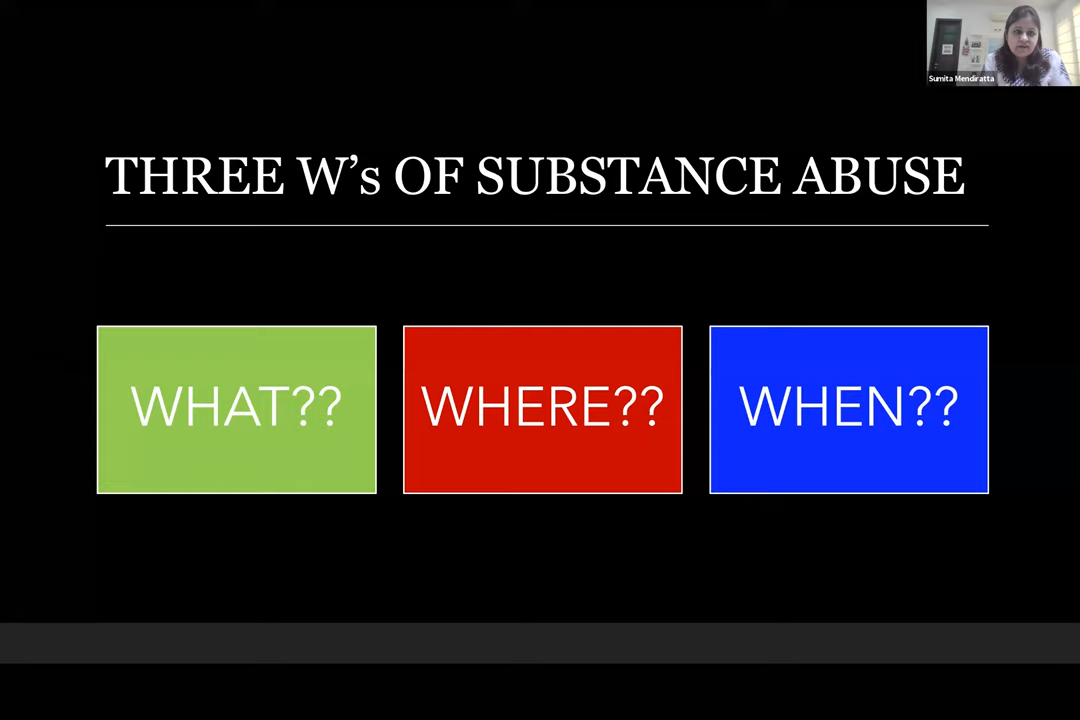 Sumita Mendiratta
THREE W’s OF SUBSTANCE ABUSE
WHAT??
WHERE??
WHEN??